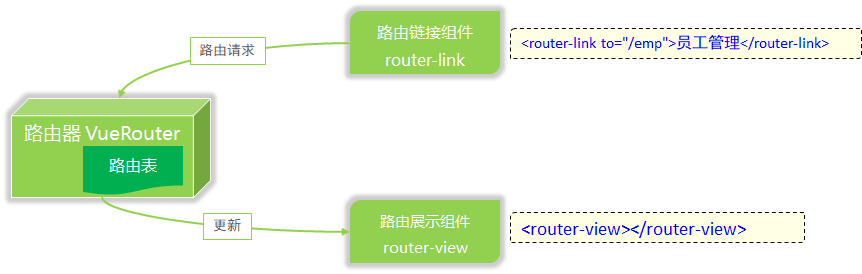 路由请求
路由链接组件
router-link
<router-link to="/emp">员工管理</router-link>
路由器 VueRouter
路由表
更新
路由展示组件
router-view
<router-view></router-view>